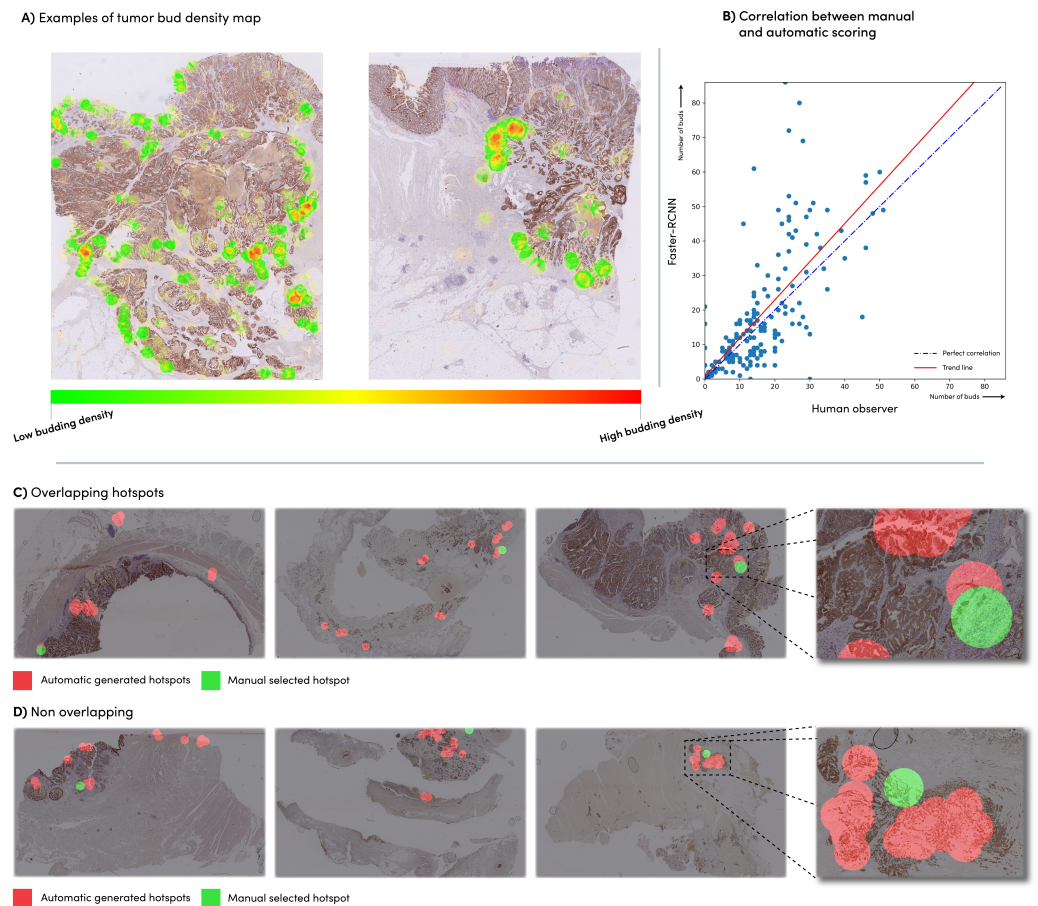 A) Examples of tumor bud density map
Low budding density
High budding density
B) Correlation between manual
and automatic scoring
Number of buds
Faster-RCNN
80
70
60
50
40
30
20
10
0
0 10 20 30 40 50 60 70 80
Perfect correlation
Trend line
Number of buds
Human observer
C) Overlapping hotspots
Automatic generated hotspots
Manual selected hotspot
D) Non overlapping
Automatic generated hotspots
Manual selected hotspot